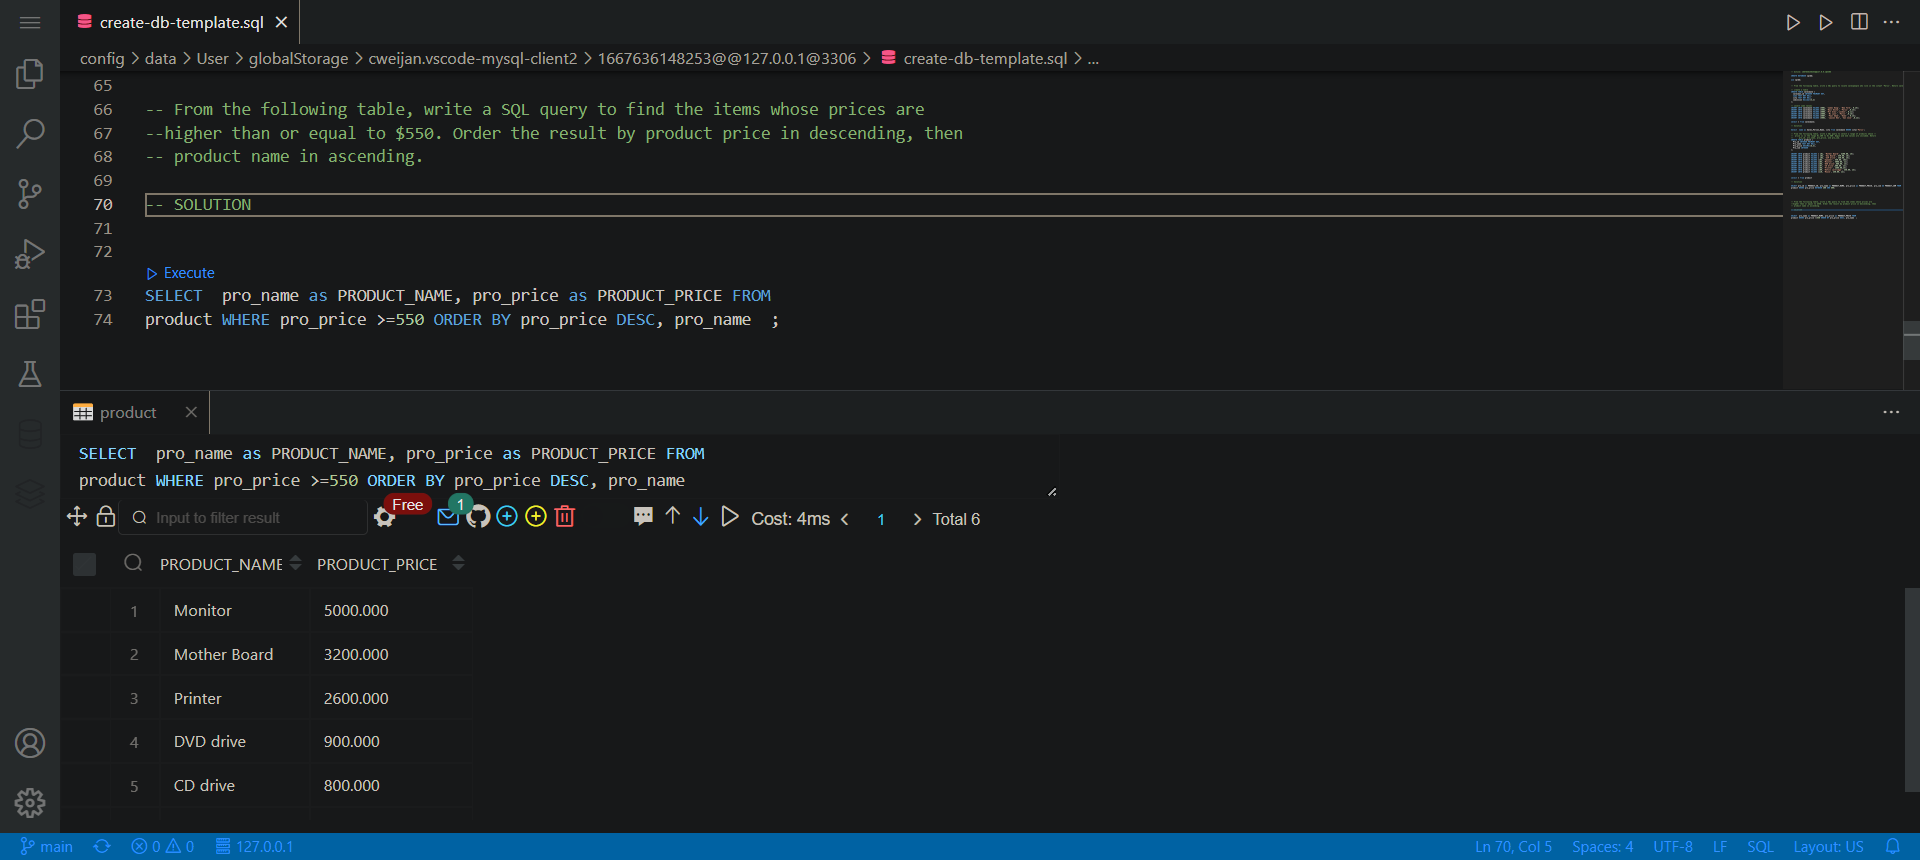 create-db-template.sql
config > data > User > globalStorage > cweijan.vscode-mysql-client2 > 1667636148253@@127.0.0.1@3306 > create-db-template.sql > ...
65
66 -- From the following table, write a SQL query to find the items whose prices are
67 --higher than or equal to $550. Order the result by product price in descending, then
68 -- product name in ascending.
69
70 -- SOLUTION
71
72
Execute
73 SELECT  pro_name as PRODUCT_NAME, pro_price as PRODUCT_PRICE FROM
74 product WHERE pro_price >=550 ORDER BY pro_price DESC, pro_name  ;
product
SELECT  pro_name as PRODUCT_NAME, pro_price as PRODUCT_PRICE FROM
product WHERE pro_price >=550 ORDER BY pro_price DESC, pro_name
Input to filter result Free 1 Cost: 4ms < 1 > Total 6
PRODUCT_NAME PRODUCT_PRICE
1 Monitor 5000.000
2 Mother Board 3200.000
3 Printer 2600.000
4 DVD drive 900.000
5 CD drive 800.000
main 0 0 127.0.0.1 Ln 70, Col 5 Spaces: 4 UTF-8 LF SQL Layout: US